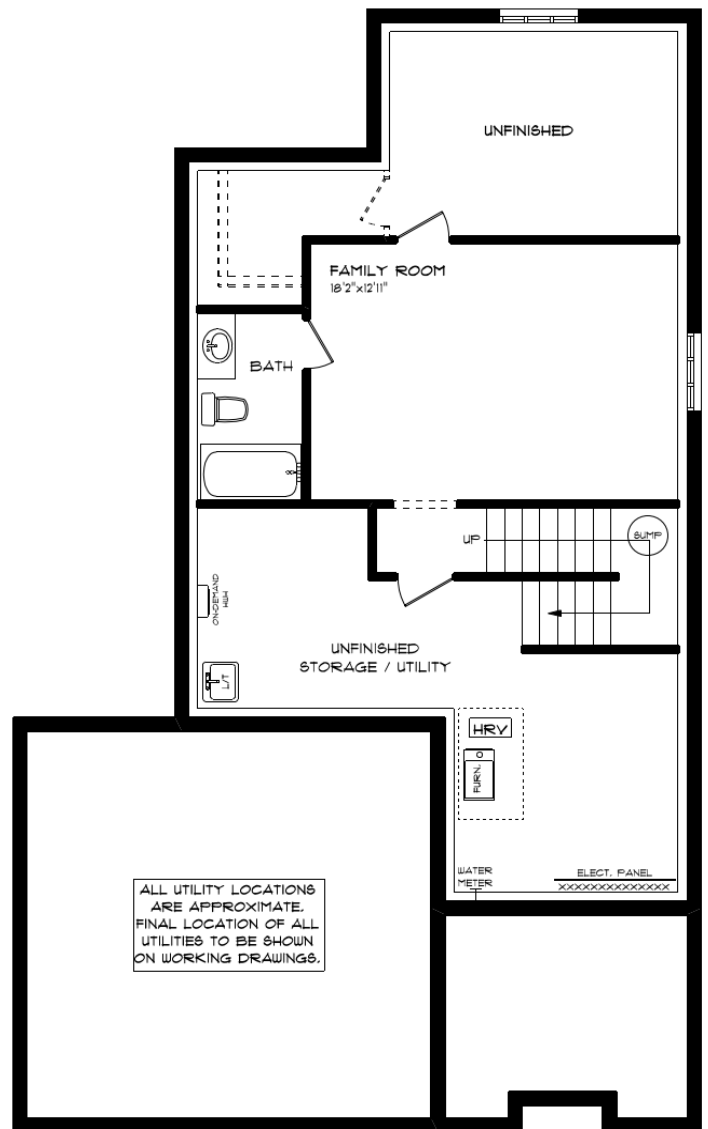 UNFINISHED
FAMILY ROOM
18'2"x12'11"
BATH
UP
SUMP
ON-DEMAND
HWH
UNFINISHED
STORAGE / UTILITY
L/T
HRV
FURN.
WATER
METER
ELECT. PANEL
XXXXXXXXXXXXXXX
ALL UTILITY LOCATIONS
ARE APPROXIMATE.
FINAL LOCATION OF ALL
UTILITIES TO BE SHOWN
ON WORKING DRAWINGS.